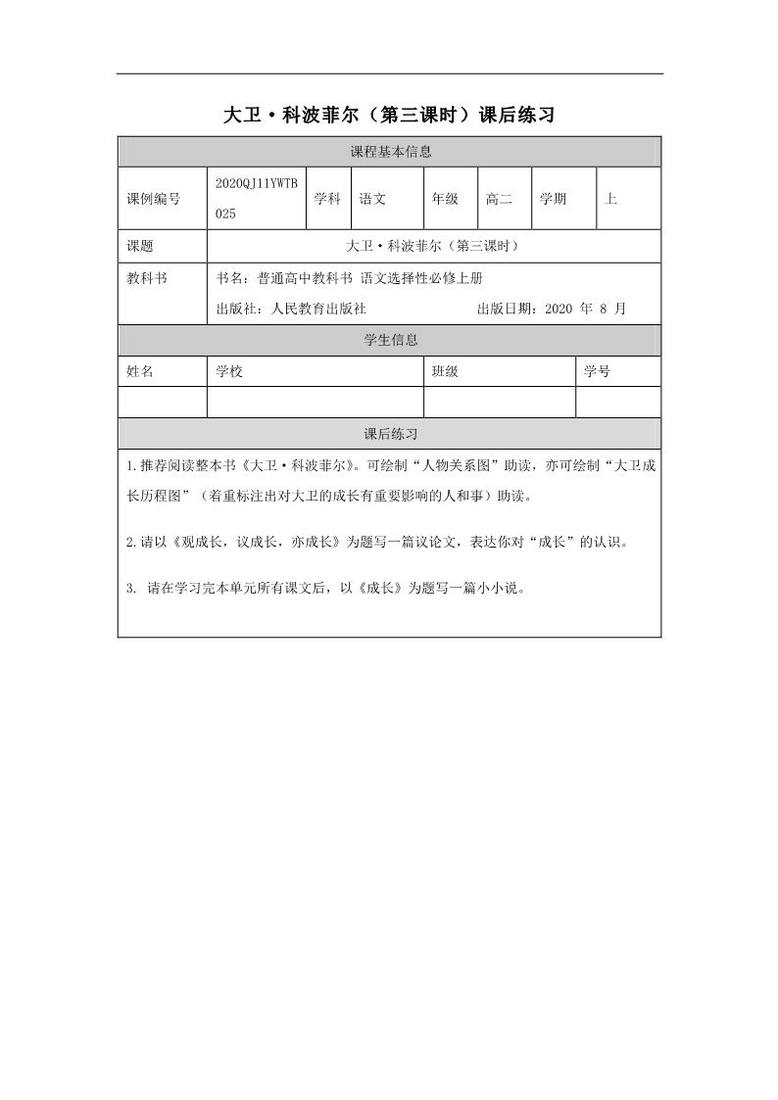 大卫·科波菲尔（第三课时）课后练习
课程基本信息
课例编号
2020QJ11YWTB
025
学科
语文
年级
高二
学期
上
课题
大卫·科波菲尔（第三课时）
教科书
书名：普通高中教科书 语文选择性必修上册
出版社：人民教育出版社 出版日期：2020 年 8 月
学生信息
姓名
学校
班级
学号
课后练习
1.推荐阅读整本书《大卫·科波菲尔》。可绘制“人物关系图”助读，亦可绘制“大卫成
长历程图”（着重标注出对大卫的成长有重要影响的人和事）助读。
2.请以《观成长，议成长，亦成长》为题写一篇议论文，表达你对“成长”的认识。
3. 请在学习完本单元所有课文后，以《成长》为题写一篇小小说。